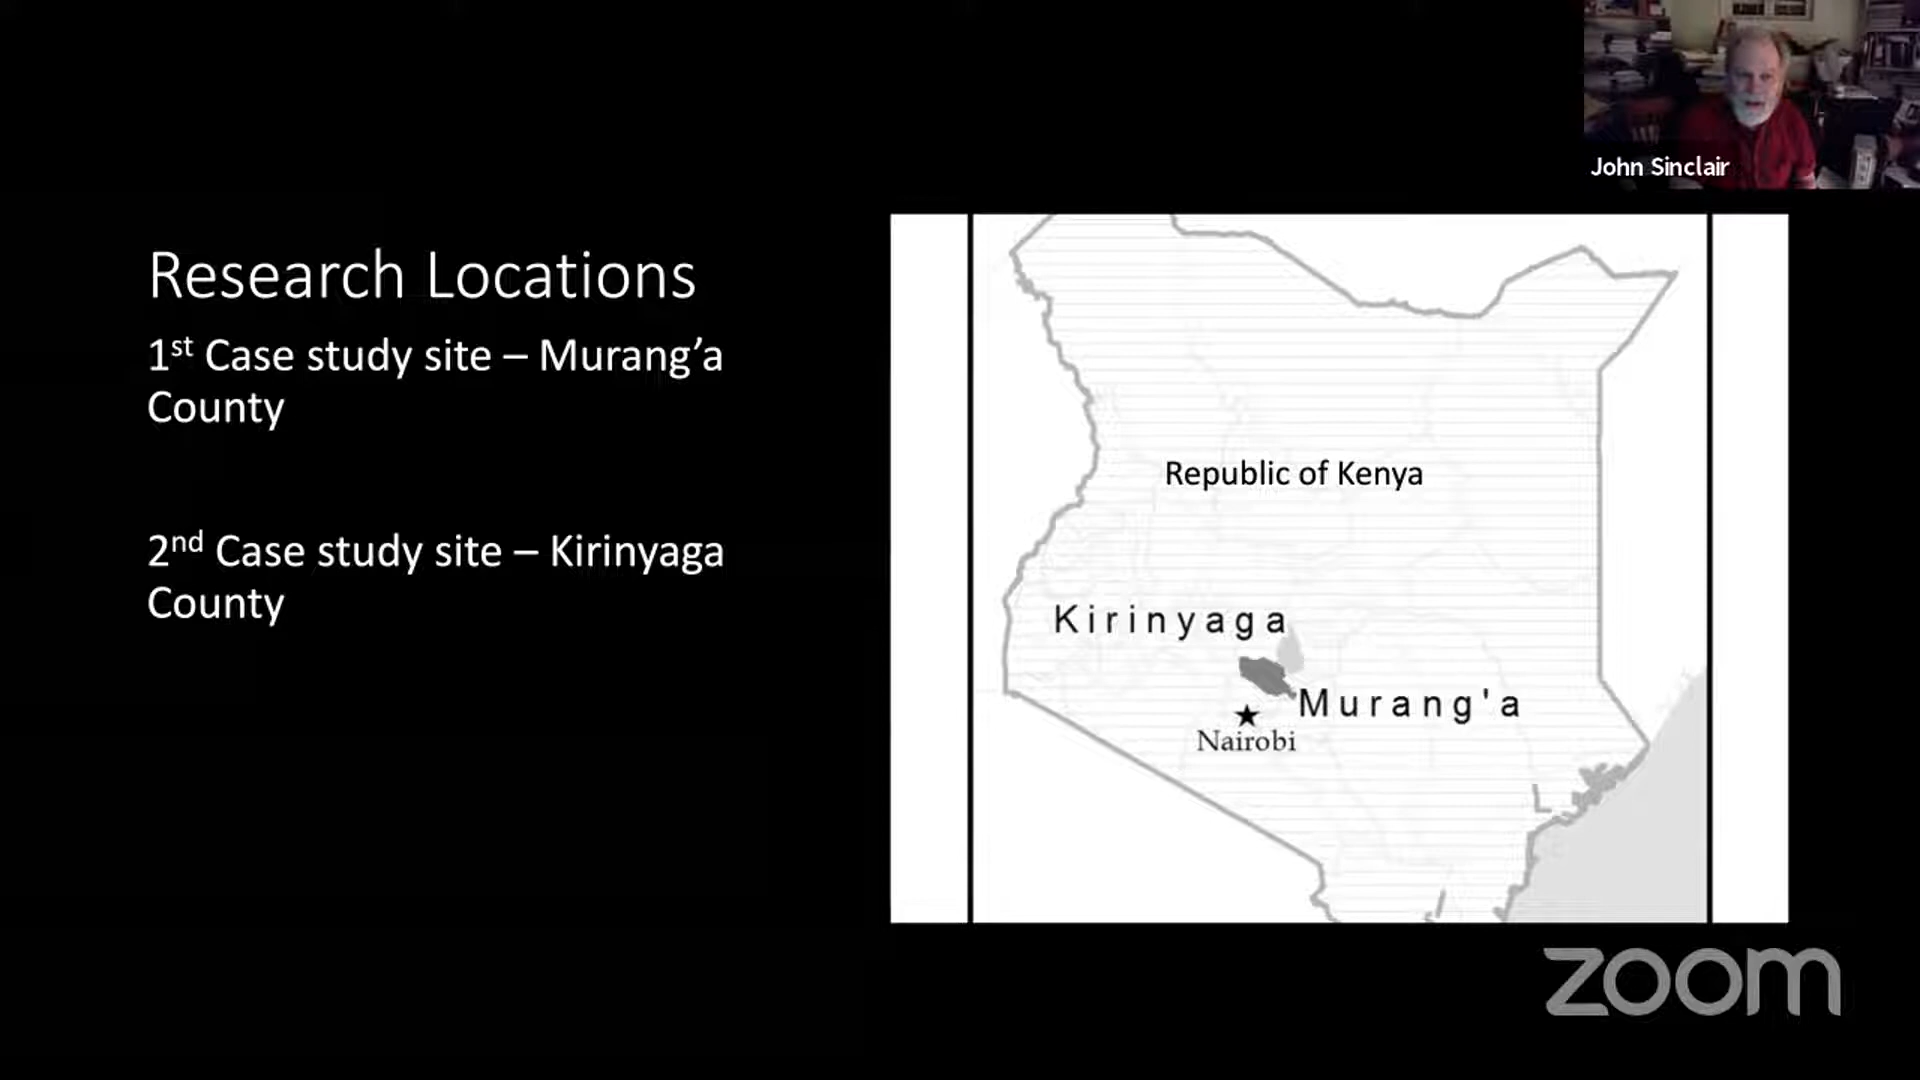 John Sinclair
Research Locations
1st Case study site – Murang’a
County
2nd Case study site – Kirinyaga
County
Republic of Kenya
Kirinyaga
Murang'a
Nairobi
zoom